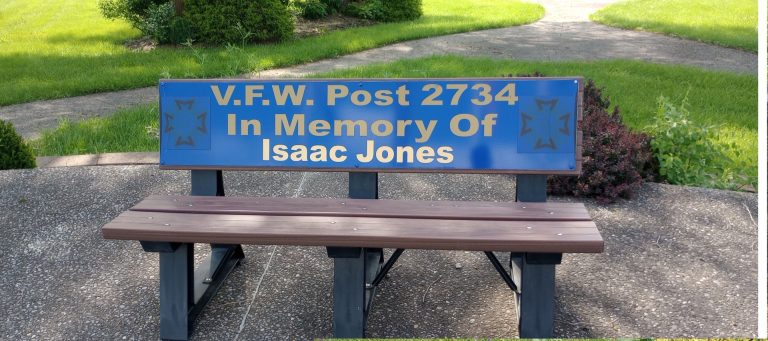 V.F.W. Post 2734
In Memory Of
Isaac Jones